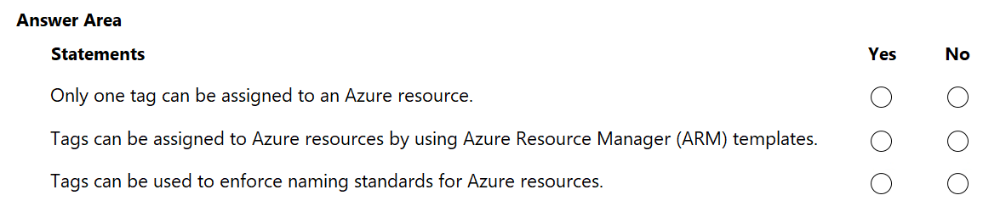 Answer Area
Statements Yes No
Only one tag can be assigned to an Azure resource.
Tags can be assigned to Azure resources by using Azure Resource Manager (ARM) templates.
Tags can be used to enforce naming standards for Azure resources.